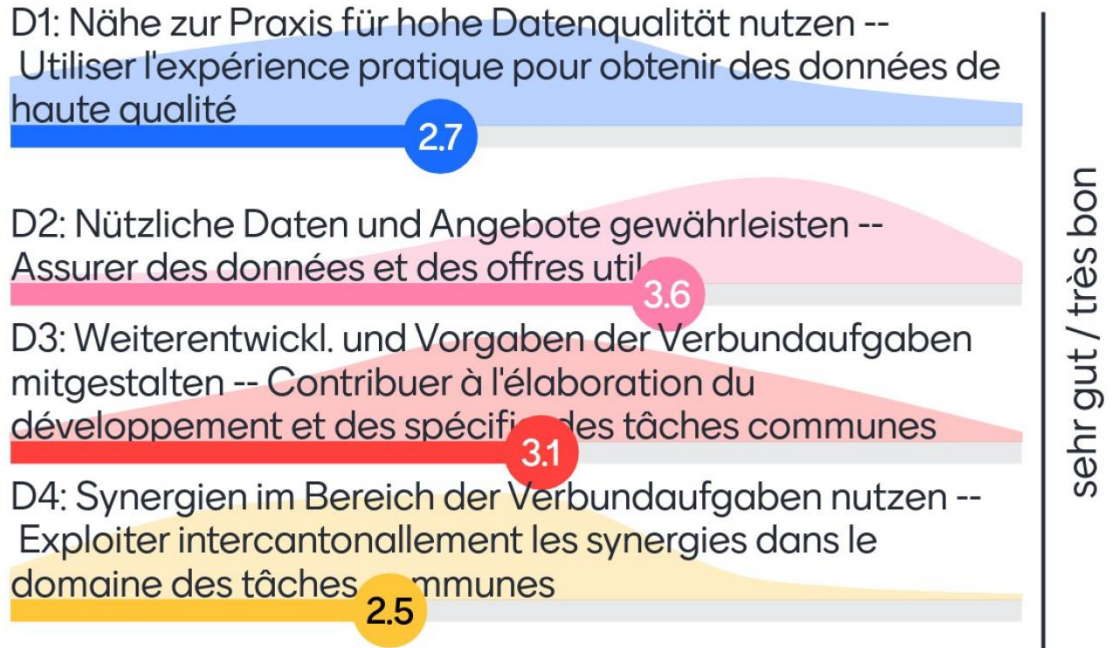 D1: Nähe zur Praxis für hohe Datenqualität nutzen --
Utiliser l'expérience pratique pour obtenir des données de
haute qualité
2.7
D2: Nützliche Daten und Angebote gewährleisten --
Assurer des données et des offres
3.6
D3: Weiterentwickl. und Vorgaben der Verbundaufgaben
mitgestalten -- Contribuer à l'élaboration du
développement et des des tâches communes
3.1
D4: Synergien im Bereich der Verbundaufgaben nutzen --
Exploiter intercantonallement les synergies dans le
domaine des tâches
2.5
sehr gut / très bon